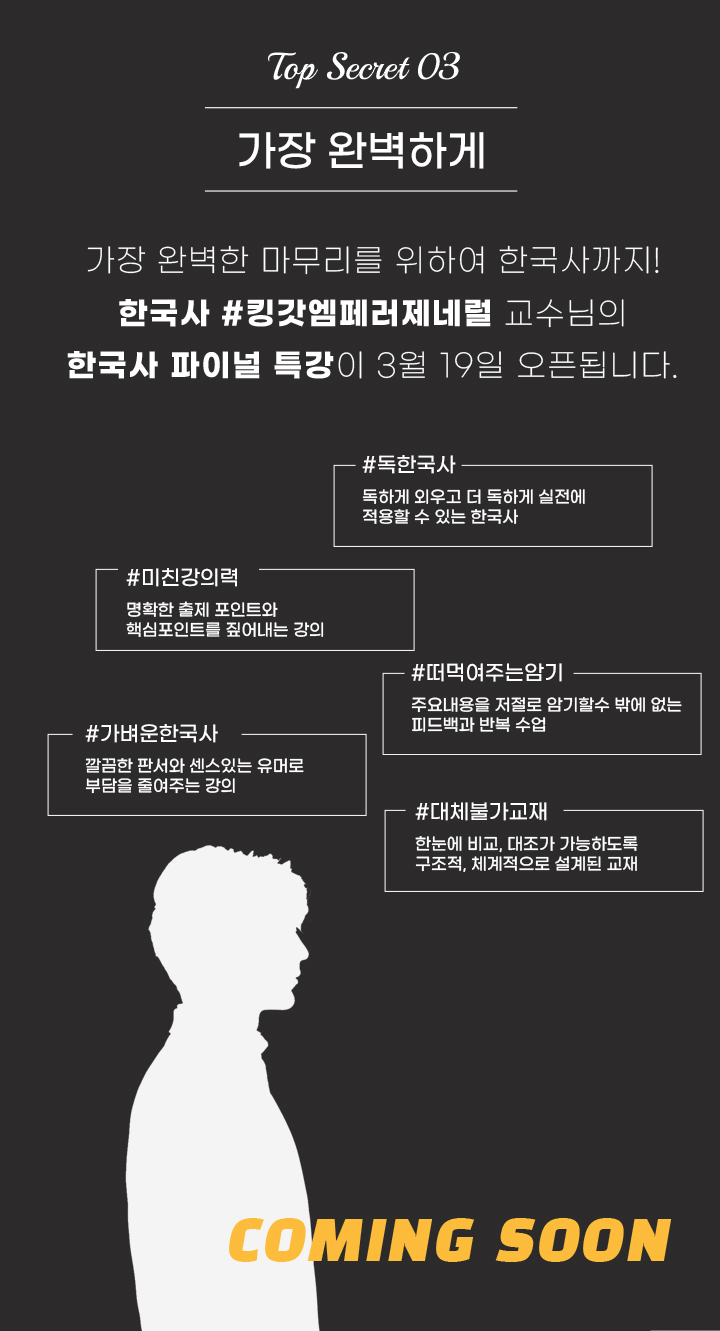 Top Secret 03
가장 완벽하게
가장 완벽한 마무리를 위하여 한국사까지!
한국사 #킹갓엠페러제네럴 교수님의
한국사 파이널 특강이 3월 19일 오픈됩니다.
#독한국사
독하게 외우고 더 독하게 실전에
적용할 수 있는 한국사
#미친강의력
명확한 출제 포인트와
핵심포인트를 짚어내는 강의
#떠먹여주는암기
주요내용을 저절로 암기할수 밖에 없는
피드백과 반복 수업
#가벼운한국사
깔끔한 판서와 센스있는 유머로
부담을 줄여주는 강의
#대체불가교재
한눈에 비교, 대조가 가능하도록
구조적, 체계적으로 설계된 교재
COMING SOON